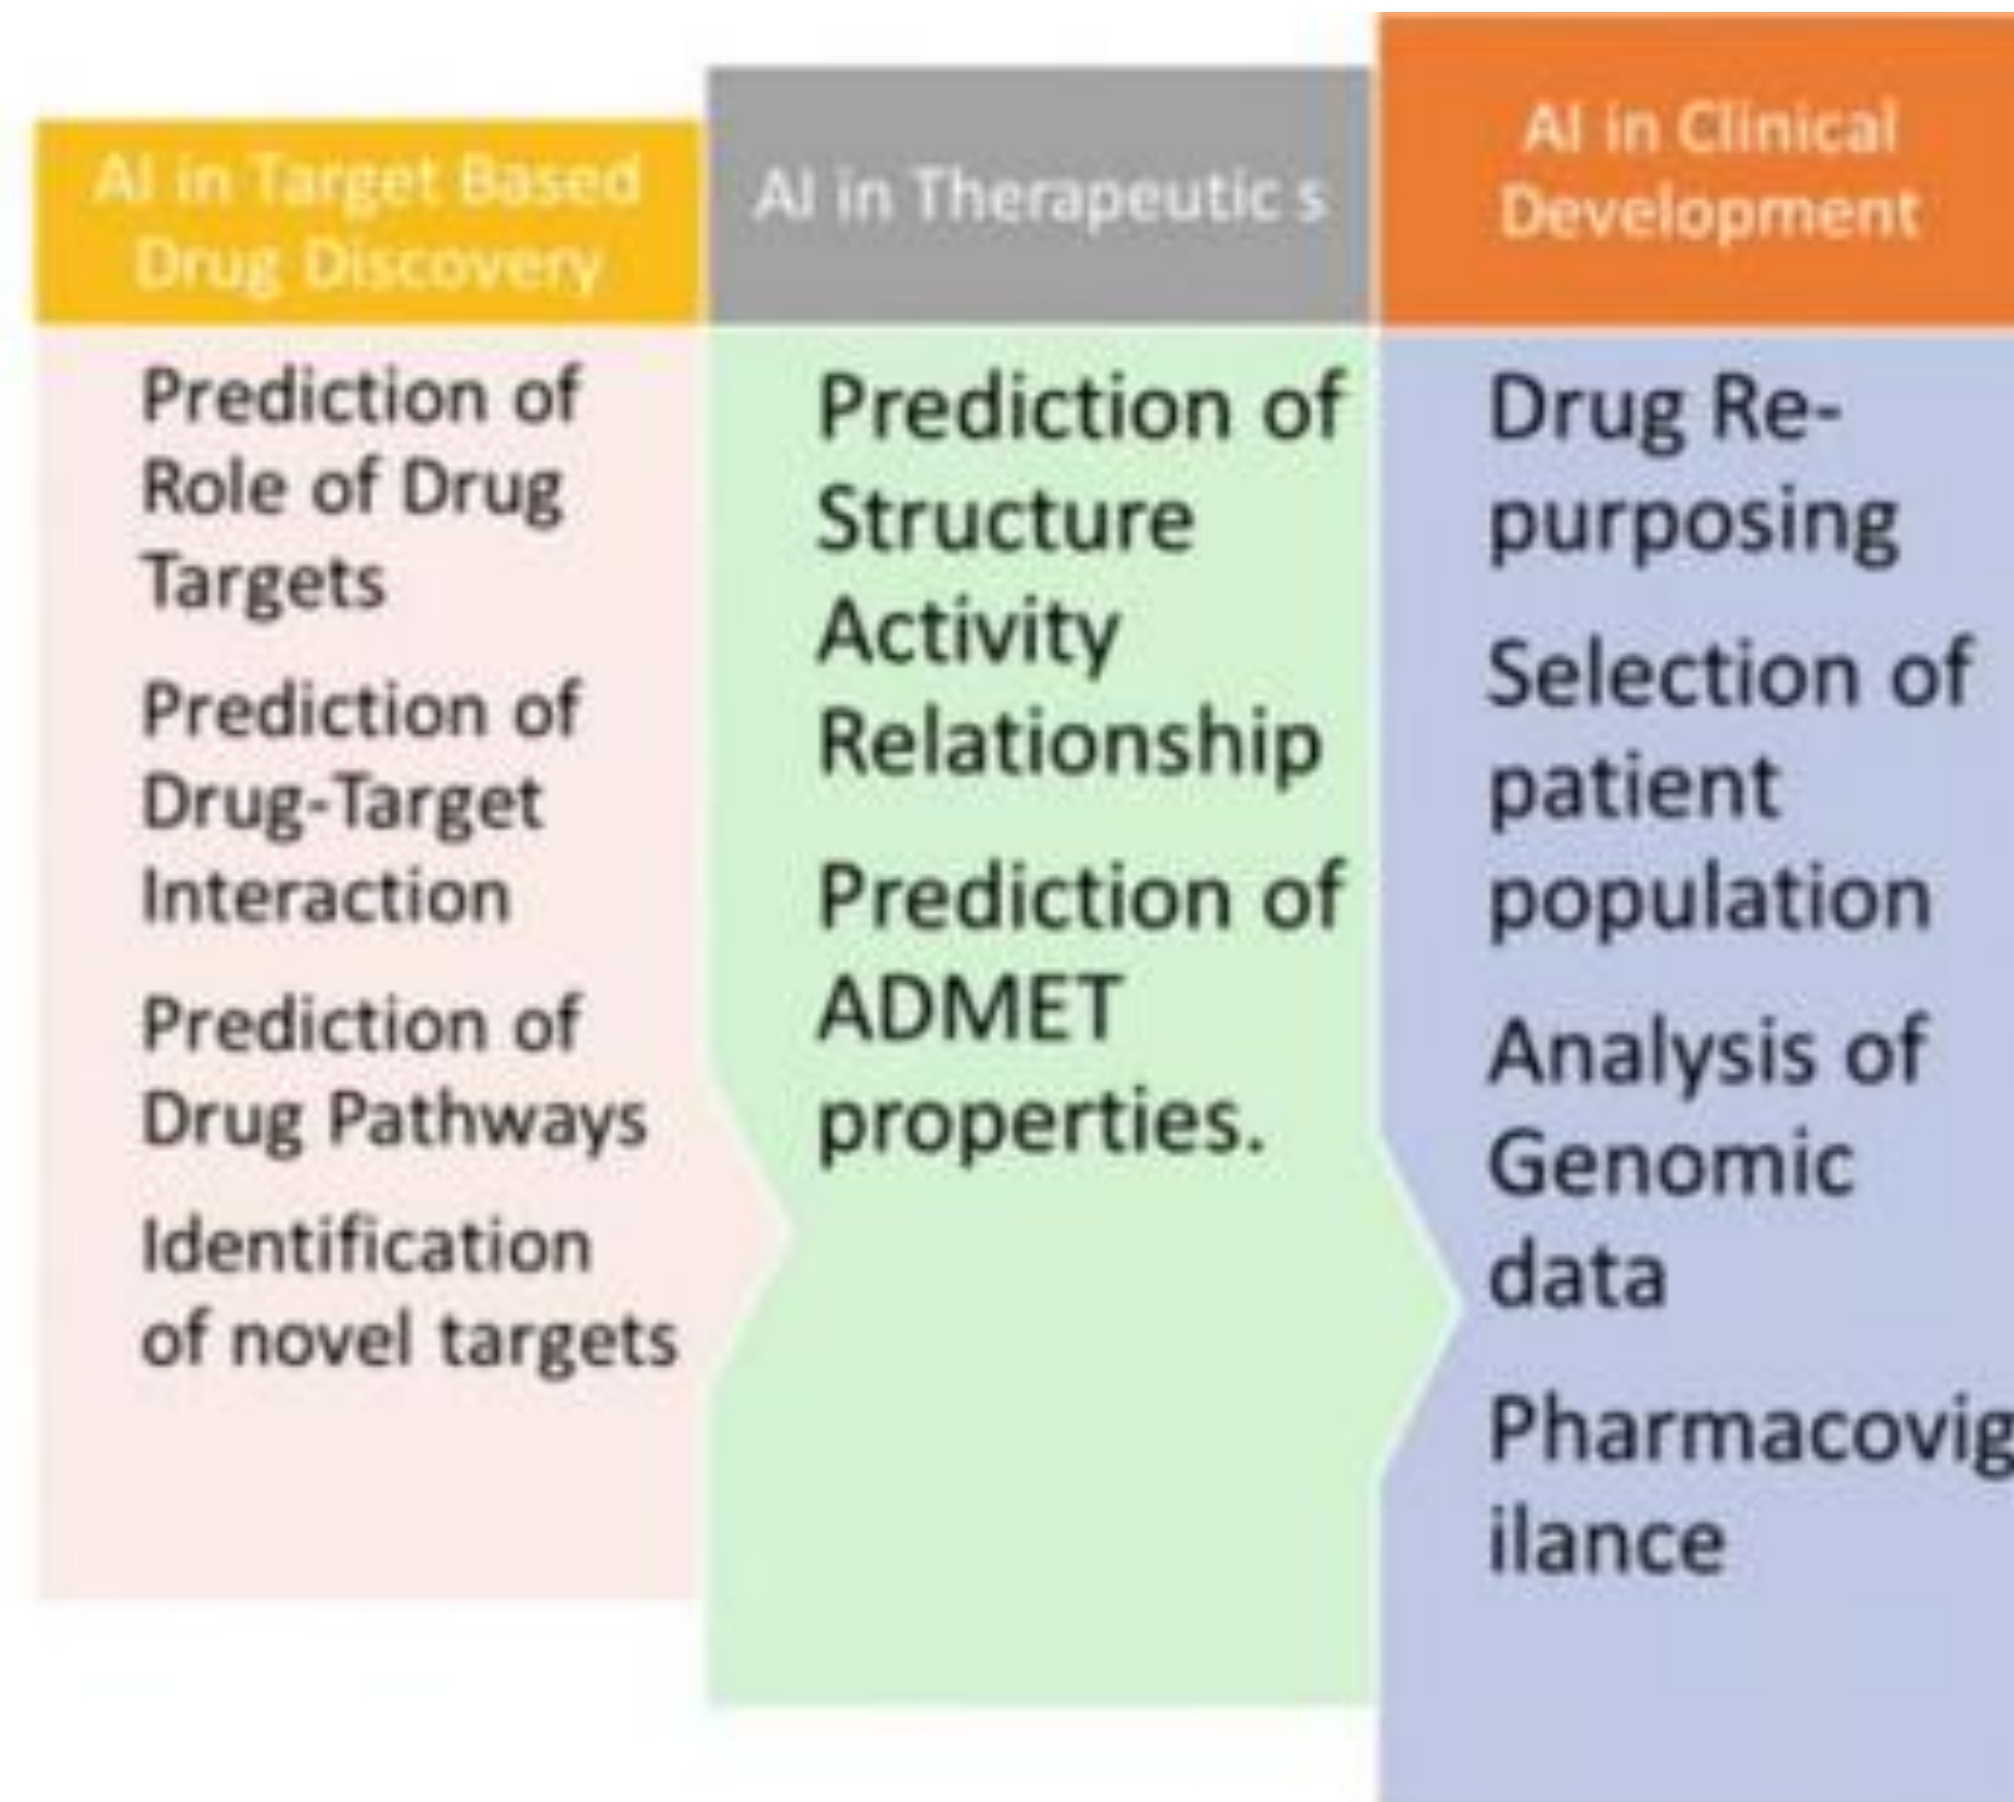 AI in Target Based
Drug Discovery
Prediction of
Role of Drug
Targets
Prediction of
Drug-Target
Interaction
Prediction of
Drug Pathways
Identification
of novel targets
AI in Therapeutic s
Prediction of
Structure
Activity
Relationship
Prediction of
ADMET
properties.
AI in Clinical
Development
Drug Re-
purposing
Selection of
patient
population
Analysis of
Genomic
data
Pharmacovig
ilance